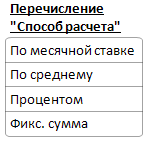 Перечисление
"Способ расчета"
По месячной ставке
По среднему
Процентом
Фикс. сумма